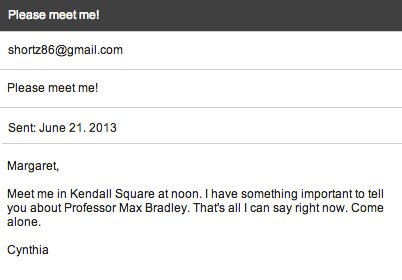 Please meet me!
shortz86@gmail.com
Please meet me!
Sent: June 21. 2013
Margaret,
Meet me in Kendall Square at noon. I have something important to tell
you about Professor Max Bradley. That's all I can say right now. Come
alone.
Cynthia